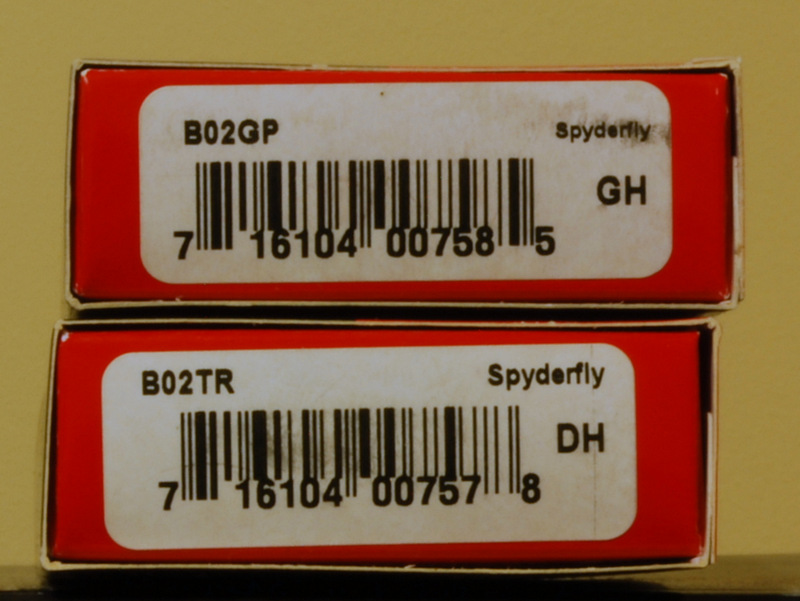 B02GP Spyderfly
GH
7 16104 00758 5
B02TR Spyderfly
DH
7 16104 00757 8